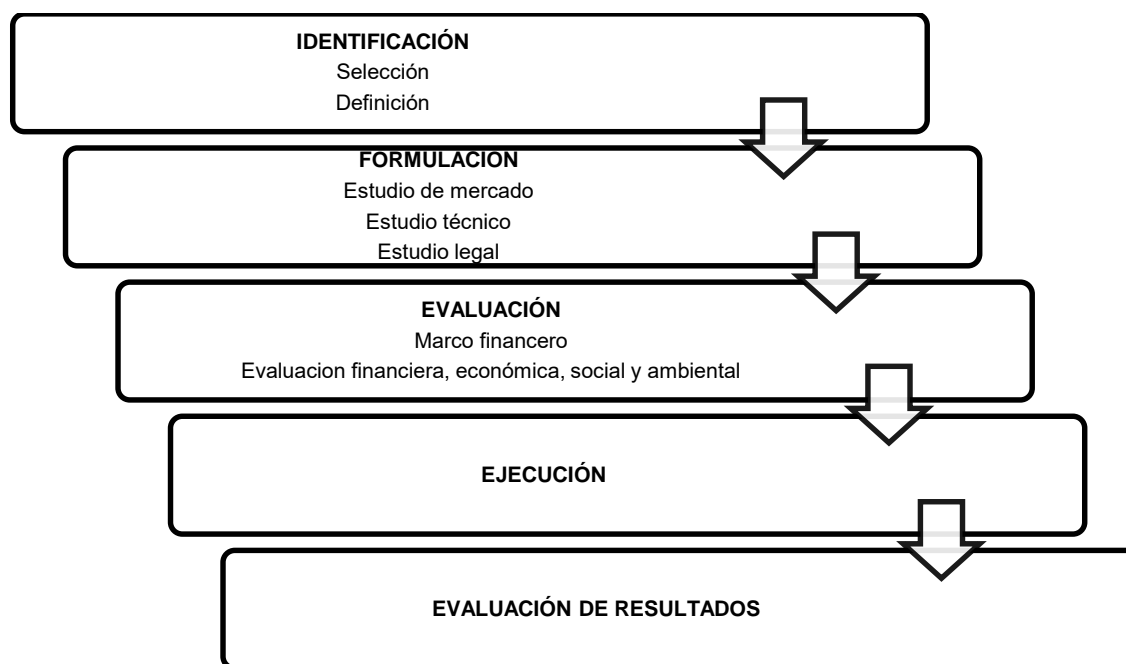 IDENTIFICACIÓN
Selección
Definición
FORMULACION
Estudio de mercado
Estudio técnico
Estudio legal
EVALUACIÓN
Marco financero
Evaluacion financiera, económica, social y ambiental
EJECUCIÓN
EVALUACIÓN DE RESULTADOS